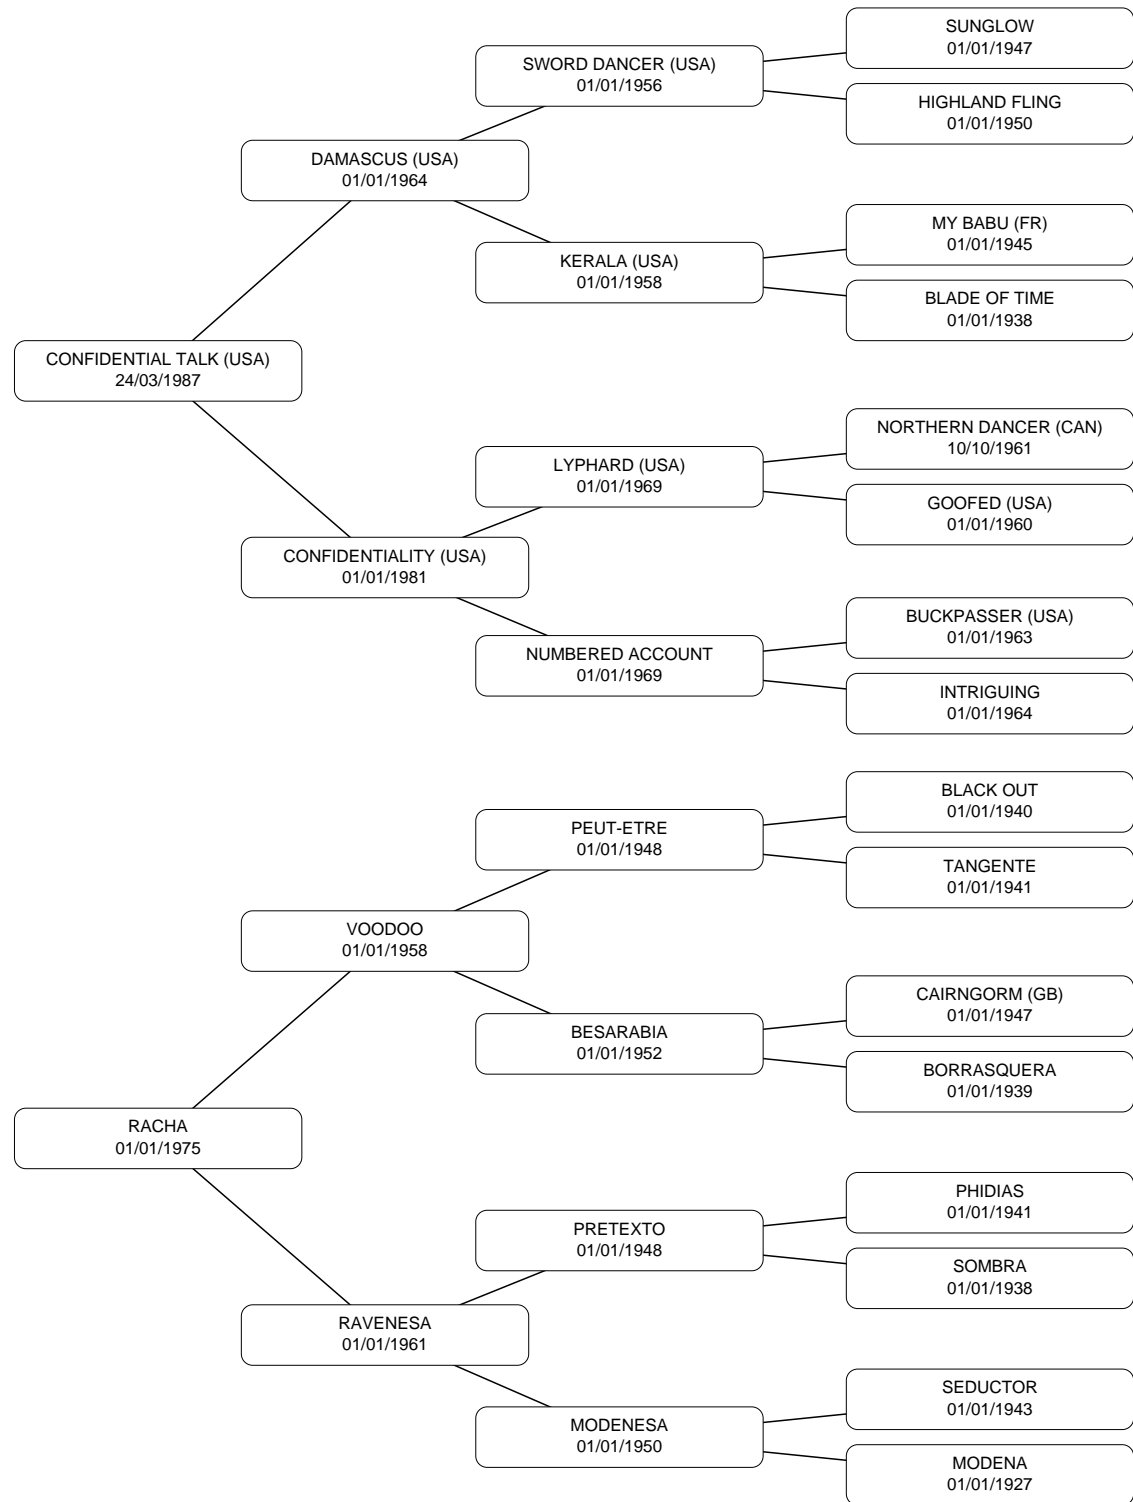 SUNGLOW
01/01/1947
SWORD DANCER (USA)
01/01/1956
HIGHLAND FLING
01/01/1950
DAMASCUS (USA)
01/01/1964
MY BABU (FR)
01/01/1945
KERALA (USA)
01/01/1958
BLADE OF TIME
01/01/1938
CONFIDENTIAL TALK (USA)
24/03/1987
NORTHERN DANCER (CAN)
10/10/1961
LYPHARD (USA)
01/01/1969
GOOFED (USA)
01/01/1960
CONFIDENTIALITY (USA)
01/01/1981
BUCKPASSER (USA)
01/01/1963
NUMBERED ACCOUNT
01/01/1969
INTRIGUING
01/01/1964
BLACK OUT
01/01/1940
PEUT-ETRE
01/01/1948
TANGENTE
01/01/1941
VOODOO
01/01/1958
CAIRNGORM (GB)
01/01/1947
BESARABIA
01/01/1952
BORRASQUERA
01/01/1939
RACHA
01/01/1975
PHIDIAS
01/01/1941
PRETEXTO
01/01/1948
SOMBRA
01/01/1938
RAVENESA
01/01/1961
SEDUCTOR
01/01/1943
MODENESA
01/01/1950
MODENA
01/01/1927